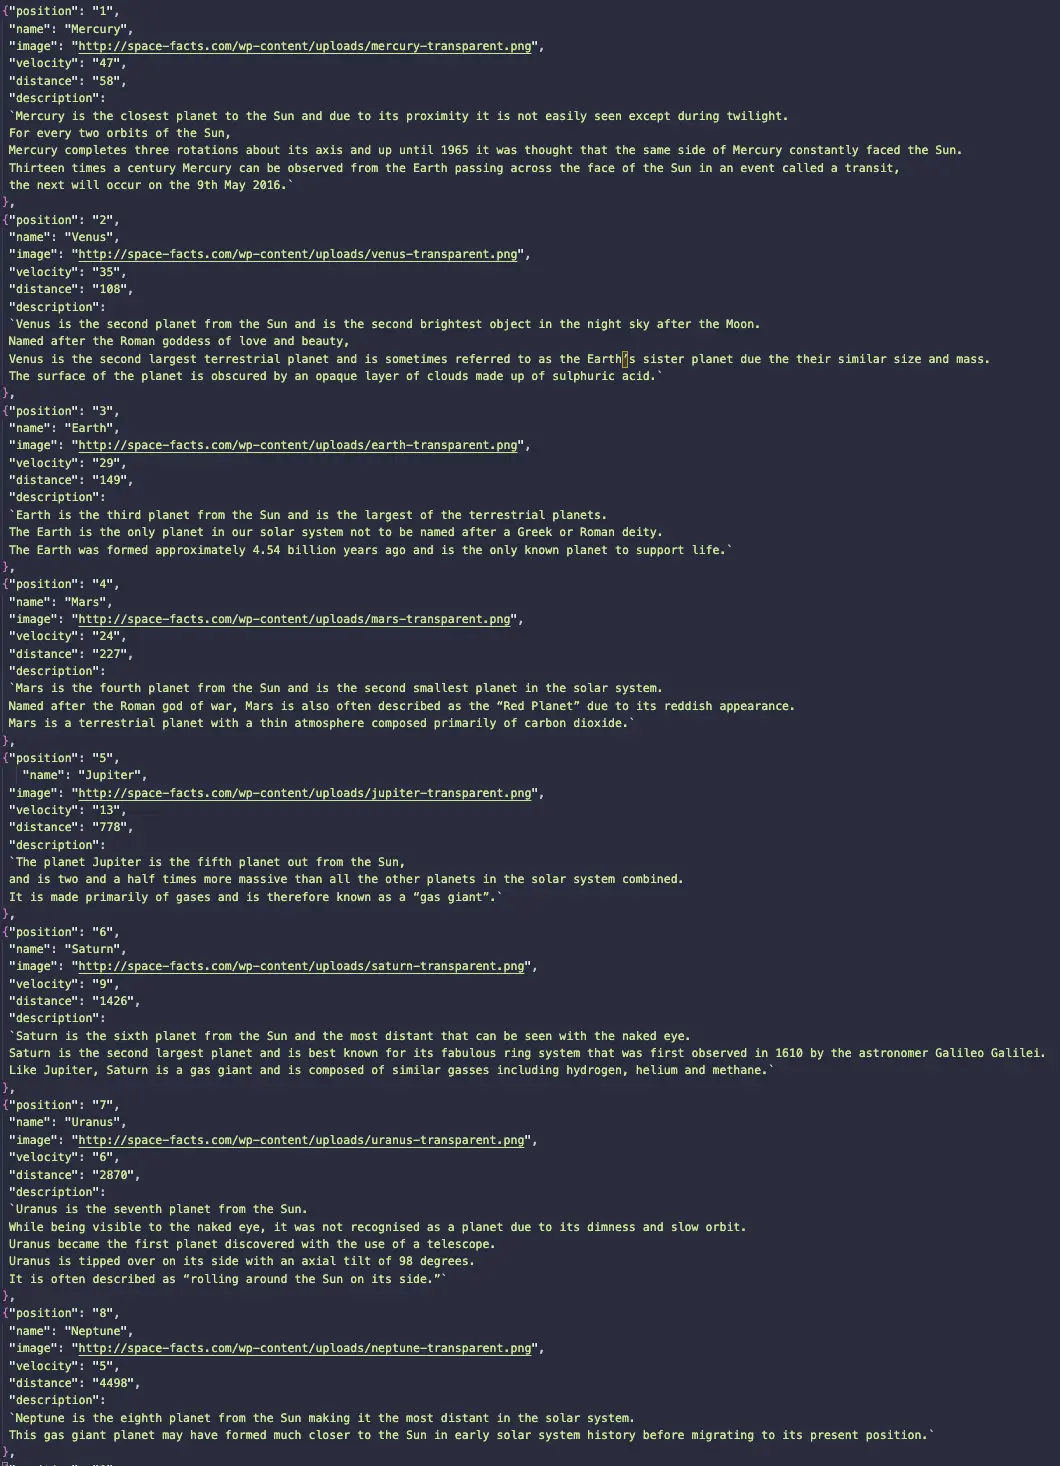 {"position": "1",
"name": "Mercury",
"image": "http://space-facts.com/wp-content/uploads/mercury-transparent.png",
"velocity": "47",
"distance": "58",
"description":
`Mercury is the closest planet to the Sun and due to its proximity it is not easily seen except during twilight.
For every two orbits of the Sun,
Mercury completes three rotations about its axis and up until 1965 it was thought that the same side of Mercury constantly faced the Sun.
Thirteen times a century Mercury can be observed from the Earth passing across the face of the Sun in an event called a transit,
the next will occur on the 9th May 2016.`
},
{"position": "2",
"name": "Venus",
"image": "http://space-facts.com/wp-content/uploads/venus-transparent.png",
"velocity": "35",
"distance": "108",
"description":
`Venus is the second planet from the Sun and is the second brightest object in the night sky after the Moon.
Named after the Roman goddess of love and beauty,
Venus is the second largest terrestrial planet and is sometimes referred to as the Earth’s sister planet due the their similar size and mass.
The surface of the planet is obscured by an opaque layer of clouds made up of sulphuric acid.`
},
{"position": "3",
"name": "Earth",
"image": "http://space-facts.com/wp-content/uploads/earth-transparent.png",
"velocity": "29",
"distance": "149",
"description":
`Earth is the third planet from the Sun and is the largest of the terrestrial planets.
The Earth is the only planet in our solar system not to be named after a Greek or Roman deity.
The Earth was formed approximately 4.54 billion years ago and is the only known planet to support life.`
},
{"position": "4",
"name": "Mars",
"image": "http://space-facts.com/wp-content/uploads/mars-transparent.png",
"velocity": "24",
"distance": "227",
"description":
`Mars is the fourth planet from the Sun and is the second smallest planet in the solar system.
Named after the Roman god of war, Mars is also often described as the “Red Planet” due to its reddish appearance.
Mars is a terrestrial planet with a thin atmosphere composed primarily of carbon dioxide.`
},
{"position": "5",
"name": "Jupiter",
"image": "http://space-facts.com/wp-content/uploads/jupiter-transparent.png",
"velocity": "13",
"distance": "778",
"description":
`The planet Jupiter is the fifth planet out from the Sun,
and is two and a half times more massive than all the other planets in the solar system combined.
It is made primarily of gases and is therefore known as a “gas giant”.`
},
{"position": "6",
"name": "Saturn",
"image": "http://space-facts.com/wp-content/uploads/saturn-transparent.png",
"velocity": "9",
"distance": "1426",
"description":
`Saturn is the sixth planet from the Sun and the most distant that can be seen with the naked eye.
Saturn is the second largest planet and is best known for its fabulous ring system that was first observed in 1610 by the astronomer Galileo Galilei.
Like Jupiter, Saturn is a gas giant and is composed of similar gasses including hydrogen, helium and methane.`
},
{"position": "7",
"name": "Uranus",
"image": "http://space-facts.com/wp-content/uploads/uranus-transparent.png",
"velocity": "6",
"distance": "2870",
"description":
`Uranus is the seventh planet from the Sun.
While being visible to the naked eye, it was not recognised as a planet due to its dimness and slow orbit.
Uranus became the first planet discovered with the use of a telescope.
Uranus is tipped over on its side with an axial tilt of 98 degrees.
It is often described as “rolling around the Sun on its side.”`
},
{"position": "8",
"name": "Neptune",
"image": "http://space-facts.com/wp-content/uploads/neptune-transparent.png",
"velocity": "5",
"distance": "4498",
"description":
`Neptune is the eighth planet from the Sun making it the most distant in the solar system.
This gas giant planet may have formed much closer to the Sun in early solar system history before migrating to its present position.`
},